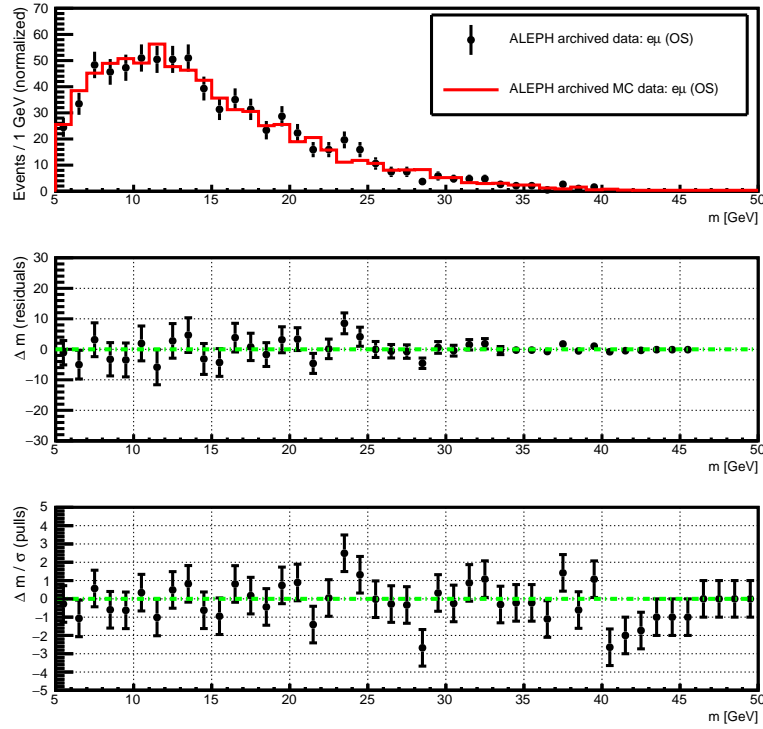 70
60
50
40
30
20
10
0
Events / 1 GeV (normalized)
ALEPH archived data: eμ (OS)
ALEPH archived MC data: eμ (OS)
5 10 15 20 25 30 35 40 45 50
m [GeV]
30
20
10
0
−10
−20
−30
Δ m (residuals)
5 10 15 20 25 30 35 40 45 50
m [GeV]
5
4
3
2
1
0
−1
−2
−3
−4
−5
Δ m / σ (pulls)
5 10 15 20 25 30 35 40 45 50
m [GeV]